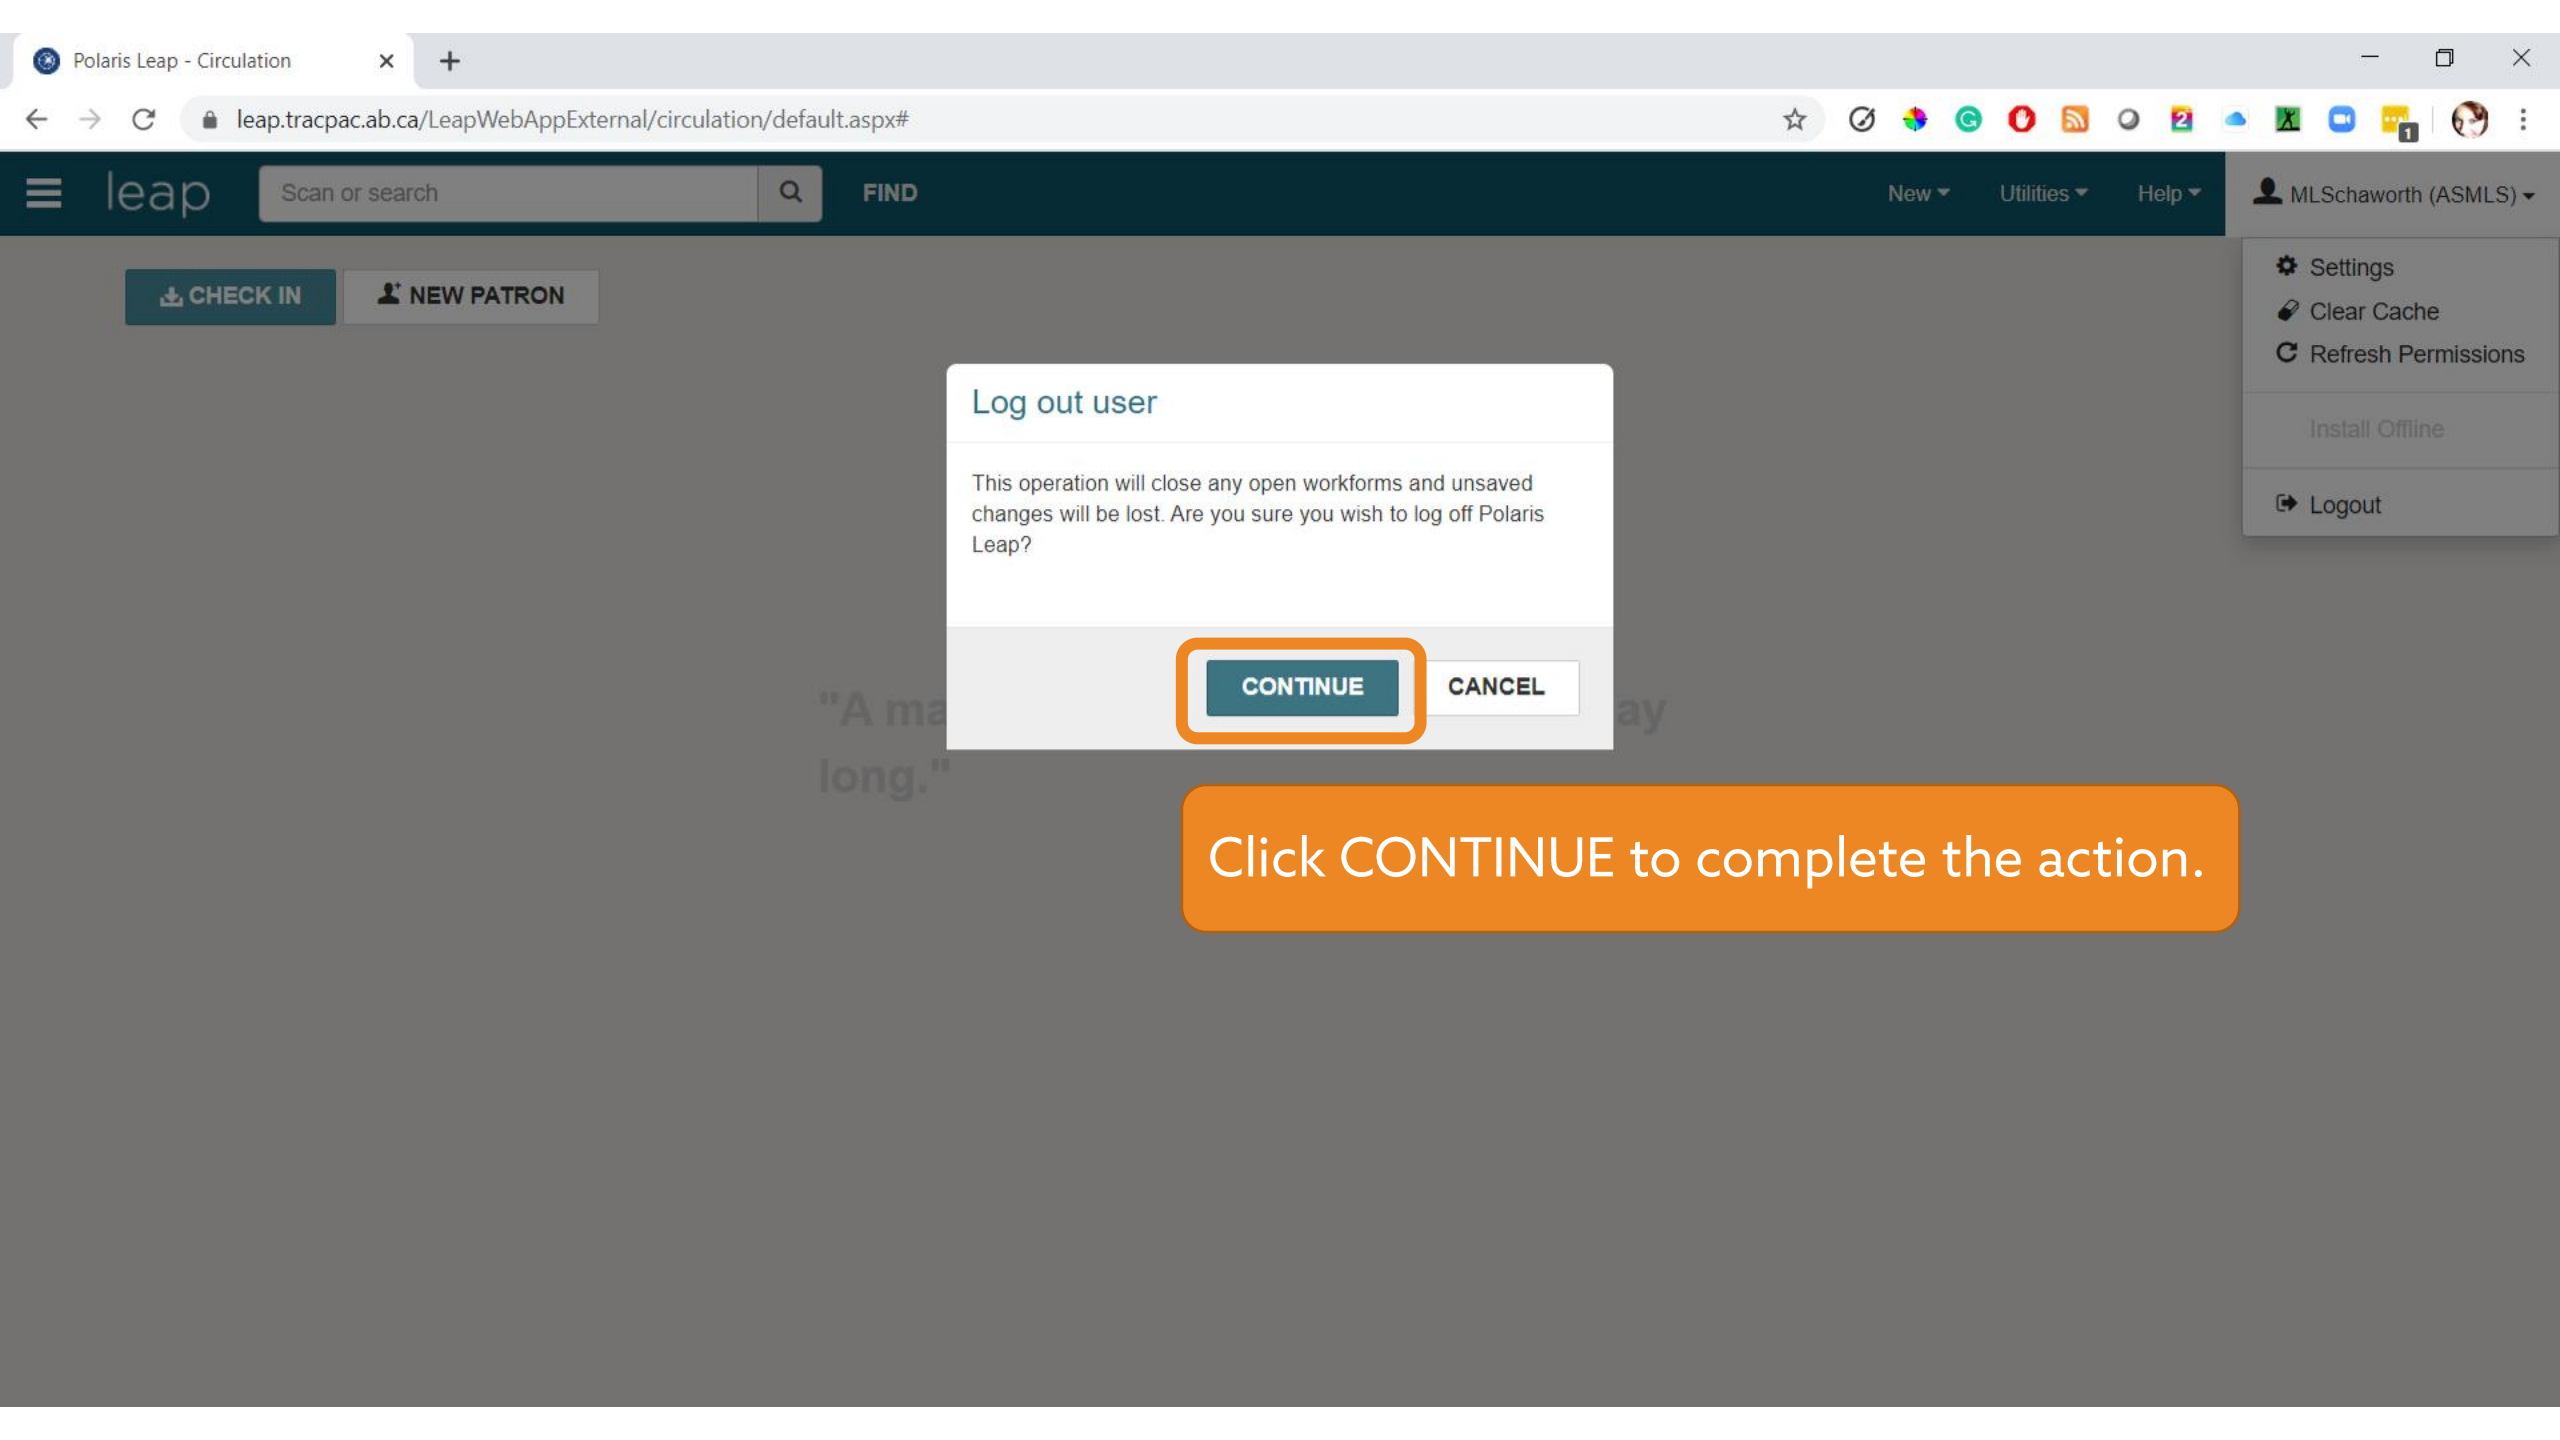 Polaris Leap - Circulation
leap.tracpac.ab.ca/LeapWebAppExternal/circulation/default.aspx#
2
1
leap
Scan or search
FIND
New
Utilities
Help
MLSchaworth (ASMLS)
CHECK IN
NEW PATRON
Settings
Clear Cache
Refresh Permissions
Install Offline
Logout
Log out user
This operation will close any open workforms and unsaved
changes will be lost. Are you sure you wish to log off Polaris
Leap?
CONTINUE
CANCEL
"A
long."
Click CONTINUE to complete the action.